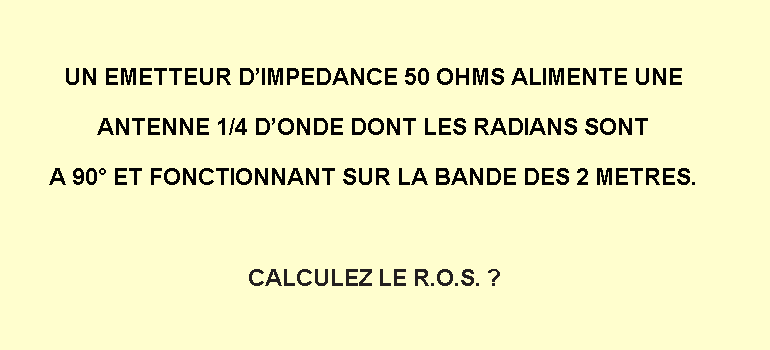 UN EMETTEUR D’IMPEDANCE 50 OHMS ALIMENTE UNE
ANTENNE 1/4 D’ONDE DONT LES RADIANS SONT
A 90° ET FONCTIONNANT SUR LA BANDE DES 2 METRES.
CALCULEZ LE R.O.S. ?